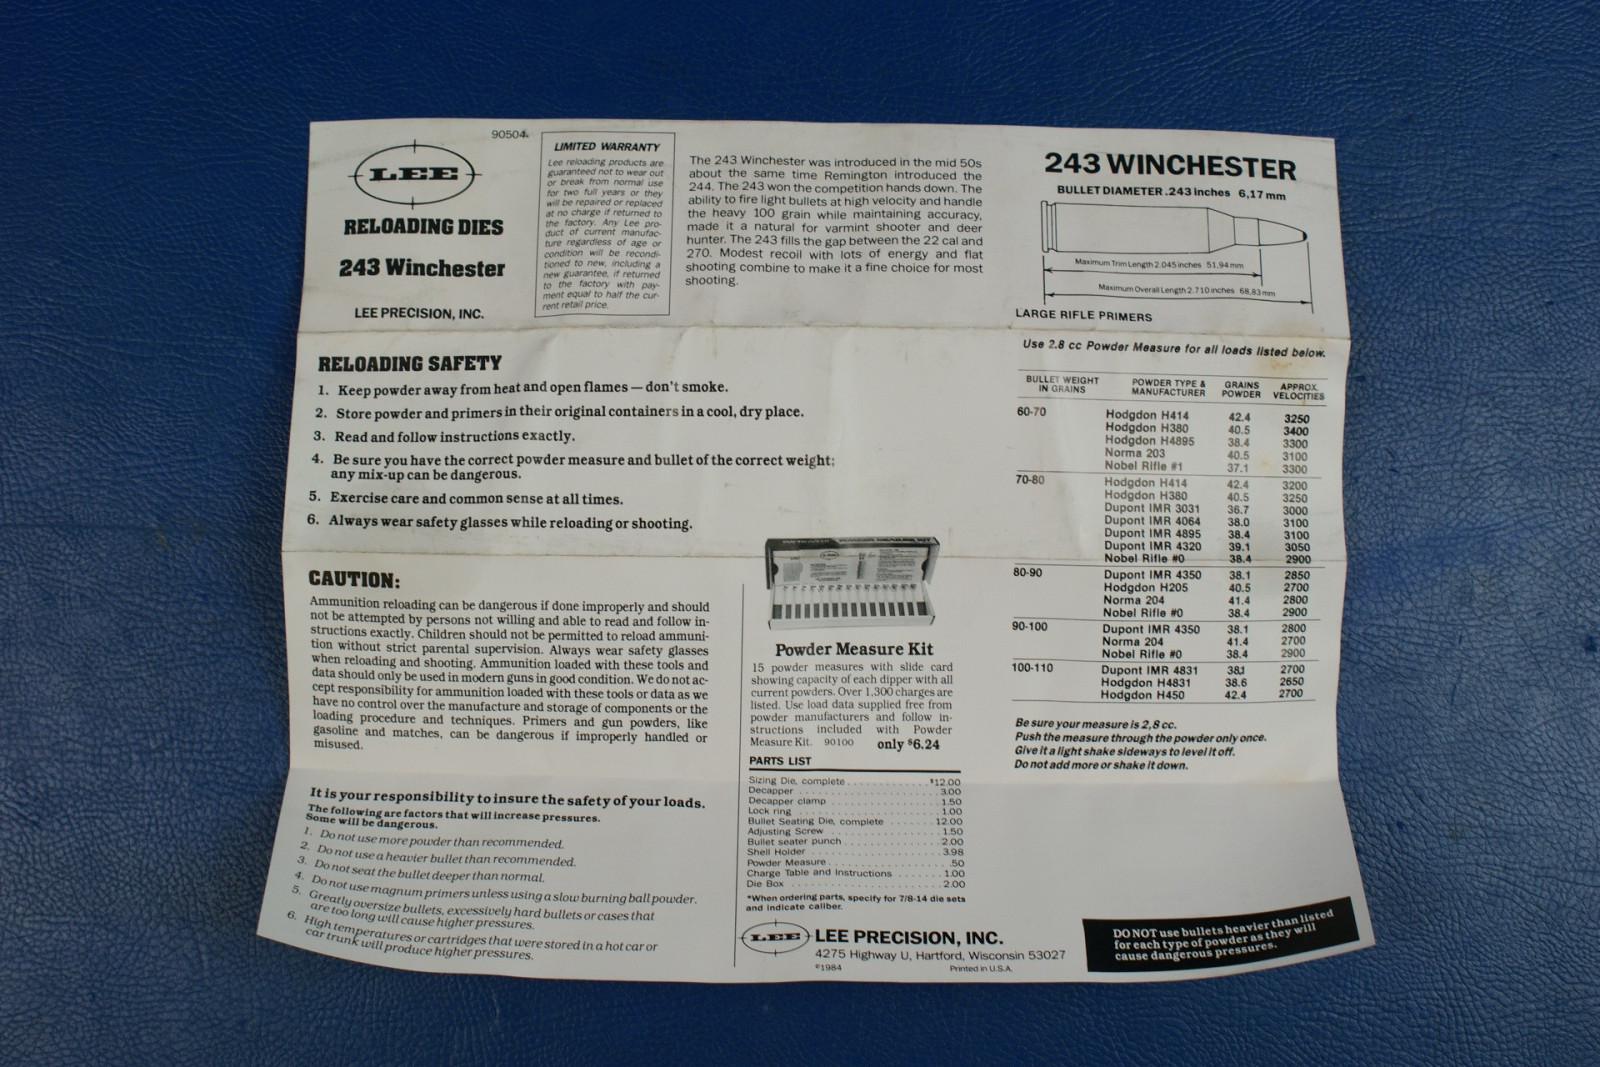 90504
LEE
RELOADING DIES
243 Winchester
LEE PRECISION, INC.
LIMITED WARRANTY
Lee reloading products are
guaranteed not to wear out
or break from normal use
for two full years or they
will be repaired or replaced
at no charge if returned to
the factory. Any Lee pro-
duct of current manufac-
ture regardless of age or
condition will be recondi-
tioned to new, including a
new guarantee, if returned
to the factory with pay-
ment equal to half the cur-
rent retail price.
The 243 Winchester was introduced in the mid 50s
about the same time Remington introduced the
244. The 243 won the competition hands down. The
ability to fire light bullets at high velocity and handle
the heavy 100 grain while maintaining accuracy,
made it a natural for varmint shooter and deer
hunter. The 243 fills the gap between the 22 cal and
270. Modest recoil with lots of energy and flat
shooting combine to make it a fine choice for most
shooting.
243 WINCHESTER
BULLET DIAMETER .243 inches 6,17 mm
Maximum Trim Length 2.045 inches 51,94 mm
Maximum Overall Length 2.710 inches 68,83 mm
LARGE RIFLE PRIMERS
RELOADING SAFETY
1. Keep powder away from heat and open flames — don't smoke.
2. Store powder and primers in their original containers in a cool, dry place.
3. Read and follow instructions exactly.
4. Be sure you have the correct powder measure and bullet of the correct weight;
any mix-up can be dangerous.
5. Exercise care and common sense at all times.
6. Always wear safety glasses while reloading or shooting.
Use 2.8 cc Powder Measure for all loads listed below.
BULLET WEIGHT IN GRAINS POWDER TYPE & MANUFACTURER GRAINS POWDER APPROX. VELOCITIES
60-70 Hodgdon H414 42.4 3250
Hodgdon H380 40.5 3400
Hodgdon H4895 38.4 3300
Norma 203 40.5 3100
Nobel Rifle #1 37.1 3300
70-80 Hodgdon H414 42.4 3200
Hodgdon H380 40.5 3250
Dupont IMR 3031 36.7 3000
Dupont IMR 4064 38.0 3100
Dupont IMR 4895 38.4 3100
Dupont IMR 4320 39.1 3050
Nobel Rifle #0 38.4 2900
80-90 Dupont IMR 4350 38.1 2850
Hodgdon H205 40.5 2700
Norma 204 41.4 2800
Nobel Rifle #0 38.4 2900
90-100 Dupont IMR 4350 38.1 2800
Norma 204 41.4 2700
Nobel Rifle #0 38.4 2900
100-110 Dupont IMR 4831 38.1 2700
Hodgdon H4831 38.6 2650
Hodgdon H450 42.4 2700
Be sure your measure is 2,8 cc.
Push the measure through the powder only once.
Give it a light shake sideways to level it off.
Do not add more or shake it down.
CAUTION:
Ammunition reloading can be dangerous if done improperly and should
not be attempted by persons not willing and able to read and follow in-
structions exactly. Children should not be permitted to reload ammuni-
tion without strict parental supervision. Always wear safety glasses
when reloading and shooting. Ammunition loaded with these tools and
data should only be used in modern guns in good condition. We do not ac-
cept responsibility for ammunition loaded with these tools or data as we
have no control over the manufacture and storage of components or the
loading procedure and techniques. Primers and gun powders, like
gasoline and matches, can be dangerous if improperly handled or
misused.
It is your responsibility to insure the safety of your loads.
The following are factors that will increase pressures.
Some will be dangerous.
1. Do not use more powder than recommended.
2. Do not use a heavier bullet than recommended.
3. Do not seat the bullet deeper than normal.
4. Do not use magnum primers unless using a slow burning ball powder.
5. Greatly oversize bullets, excessively hard bullets or cases that
are too long will cause higher pressures.
6. High temperatures or cartridges that were stored in a hot car or
car trunk will produce higher pressures.
Powder Measure Kit
15 powder measures with slide card
showing capacity of each dipper with all
current powders. Over 1,300 charges are
listed. Use load data supplied free from
powder manufacturers and follow in-
structions included with Powder
Measure Kit. 90100 only $6.24
PARTS LIST
Sizing Die, complete . . . . . . . . . . . $12.00
Decapper . . . . . . . . . . . 3.00
Decapper clamp . . . . . . . . . . . 1.50
Lock ring . . . . . . . . . . . 1.00
Bullet Seating Die, complete . . . . . . 12.00
Adjusting Screw . . . . . . . . . . . 1.50
Bullet seater punch . . . . . . . . . . . 2.00
Shell Holder . . . . . . . . . . . 3.98
Powder Measure . . . . . . . . . . . .50
Charge Table and Instructions . . . . . . 1.00
Die Box . . . . . . . . . . . 2.00
*When ordering parts, specify for 7/8-14 die sets
and indicate caliber.
LEE LEE PRECISION, INC.
4275 Highway U, Hartford, Wisconsin 53027
©1984 Printed in U.S.A.
DO NOT use bullets heavier than listed
for each type of powder as they will
cause dangerous pressures.